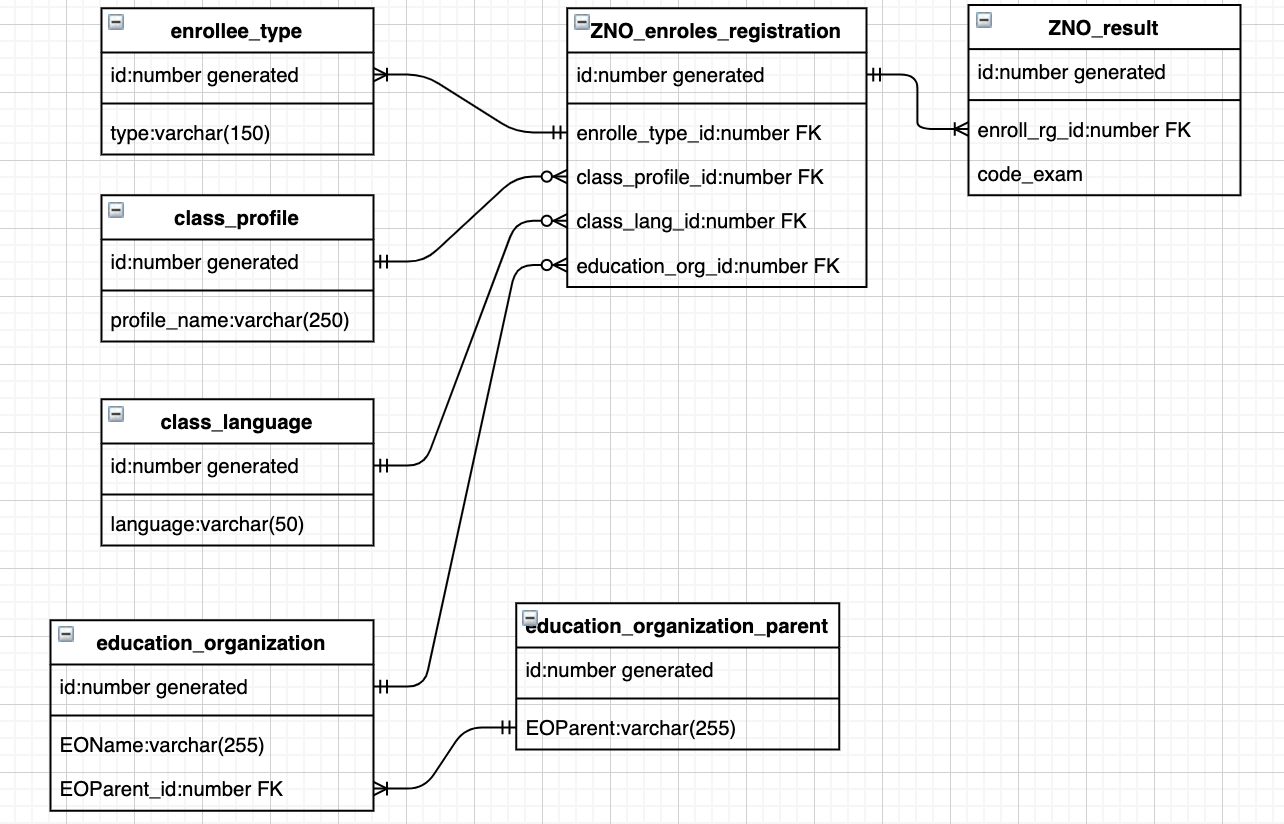 enrollee_type
id:number generated
type:varchar(150)
class_profile
id:number generated
profile_name:varchar(250)
class_language
id:number generated
language:varchar(50)
education_organization
id:number generated
EOName:varchar(255)
EOParent_id:number FK
ZNO_enroles_registration
id:number generated
enrolle_type_id:number FK
class_profile_id:number FK
class_lang_id:number FK
education_org_id:number FK
education_organization_parent
id:number generated
EOParent:varchar(255)
ZNO_result
id:number generated
enroll_rg_id:number FK
code_exam